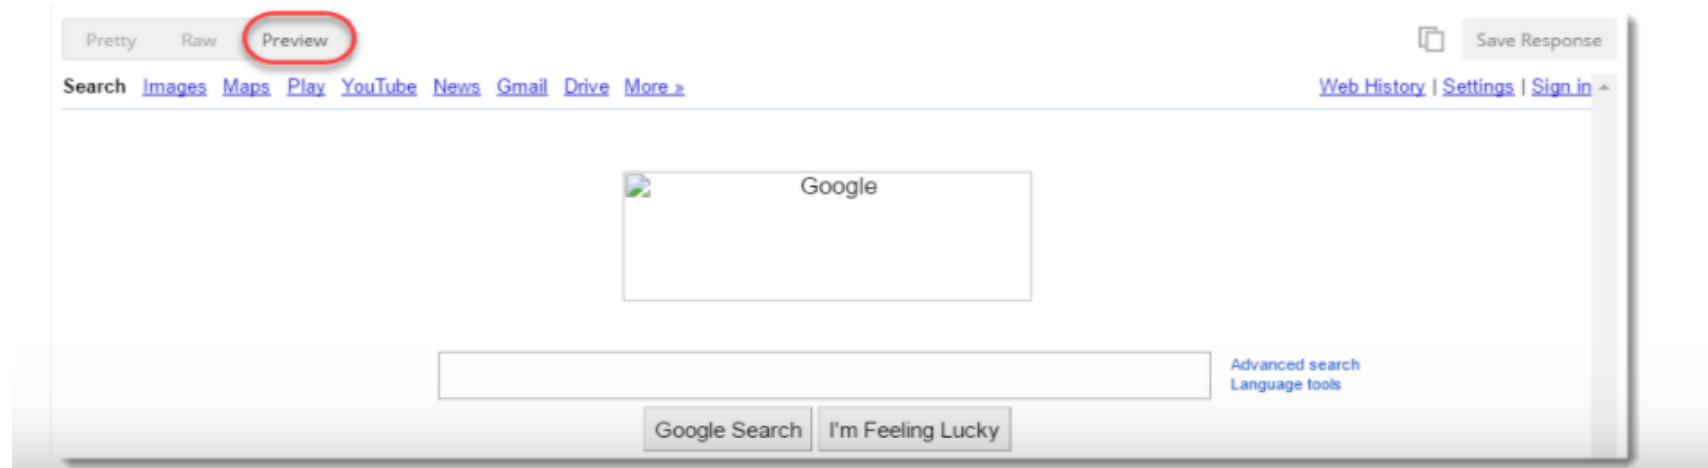 Pretty Raw Preview Save Response
Search Images Maps Play YouTube News Gmail Drive More » Web History | Settings | Sign in
Google
Advanced search
Language tools
Google Search I'm Feeling Lucky